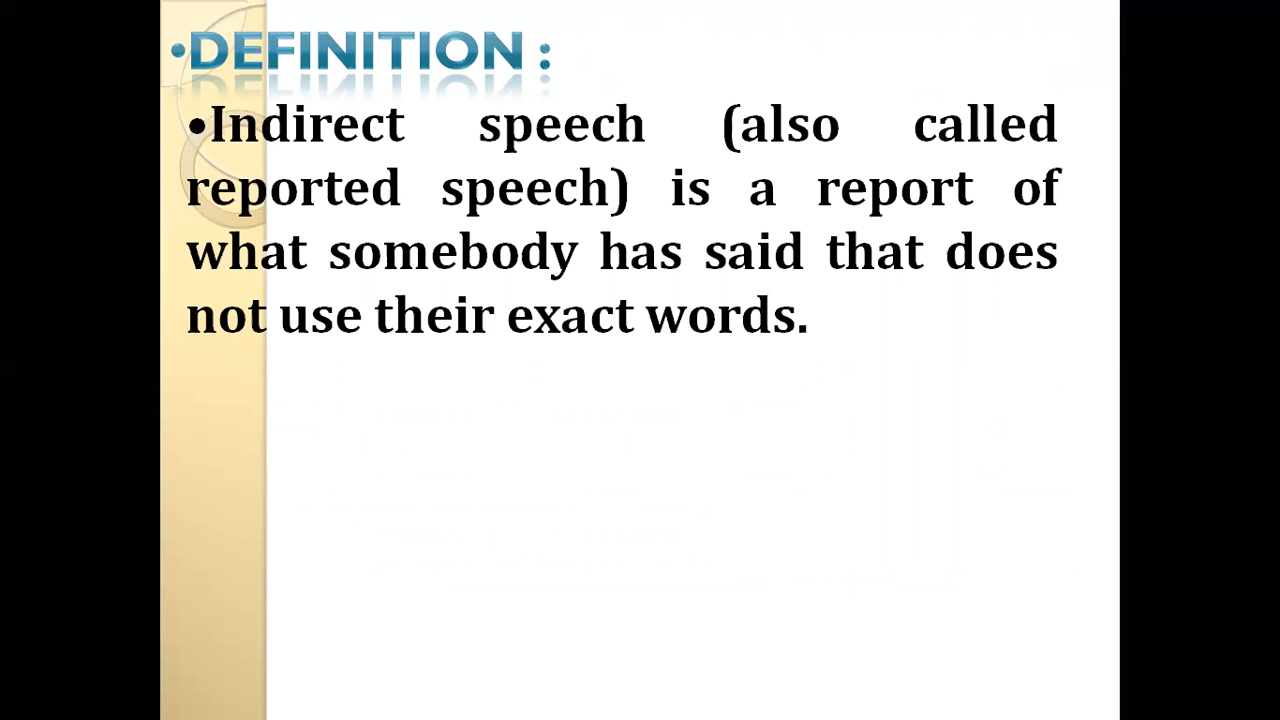 •DEFINITION :
•Indirect speech (also called
reported speech) is a report of
what somebody has said that does
not use their exact words.